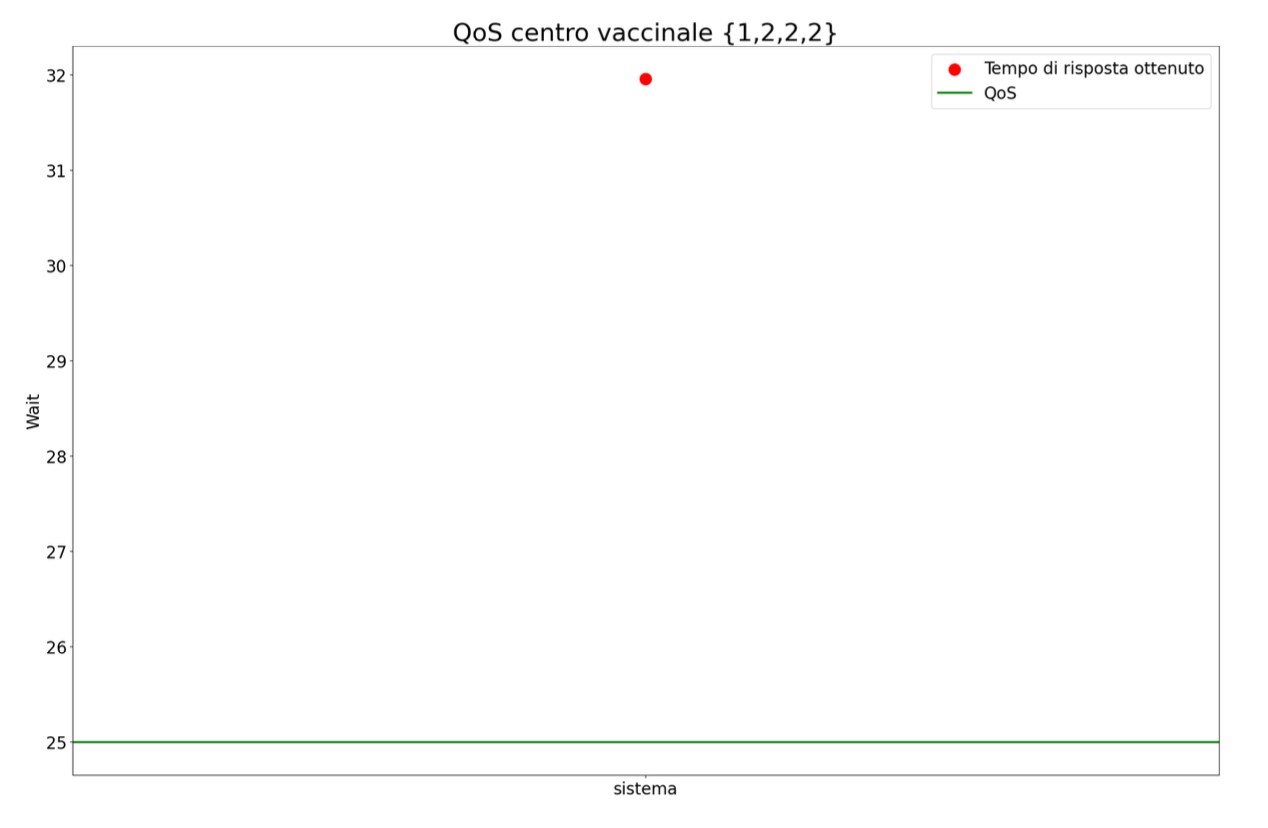 QoS centro vaccinale {1,2,2,2}
Tempo di risposta ottenuto
QoS
32
31
30
29
28
27
26
25
Wait
sistema